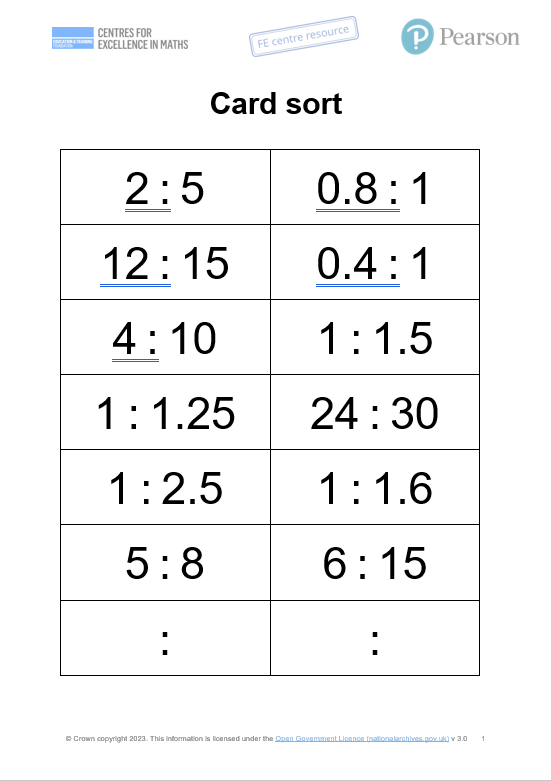 CENTRES FOR
EXCELLENCE IN MATHS
EDUCATION & TRAINING
FOUNDATION
FE centre resource
Pearson
Card sort
2 : 5
0.8 : 1
12 : 15
0.4 : 1
4 : 10
1 : 1.5
1 : 1.25
24 : 30
1 : 2.5
1 : 1.6
5 : 8
6 : 15
:
:
© Crown copyright 2023. This information is licensed under the Open Government Licence (nationalarchives.gov.uk) v 3.0 1